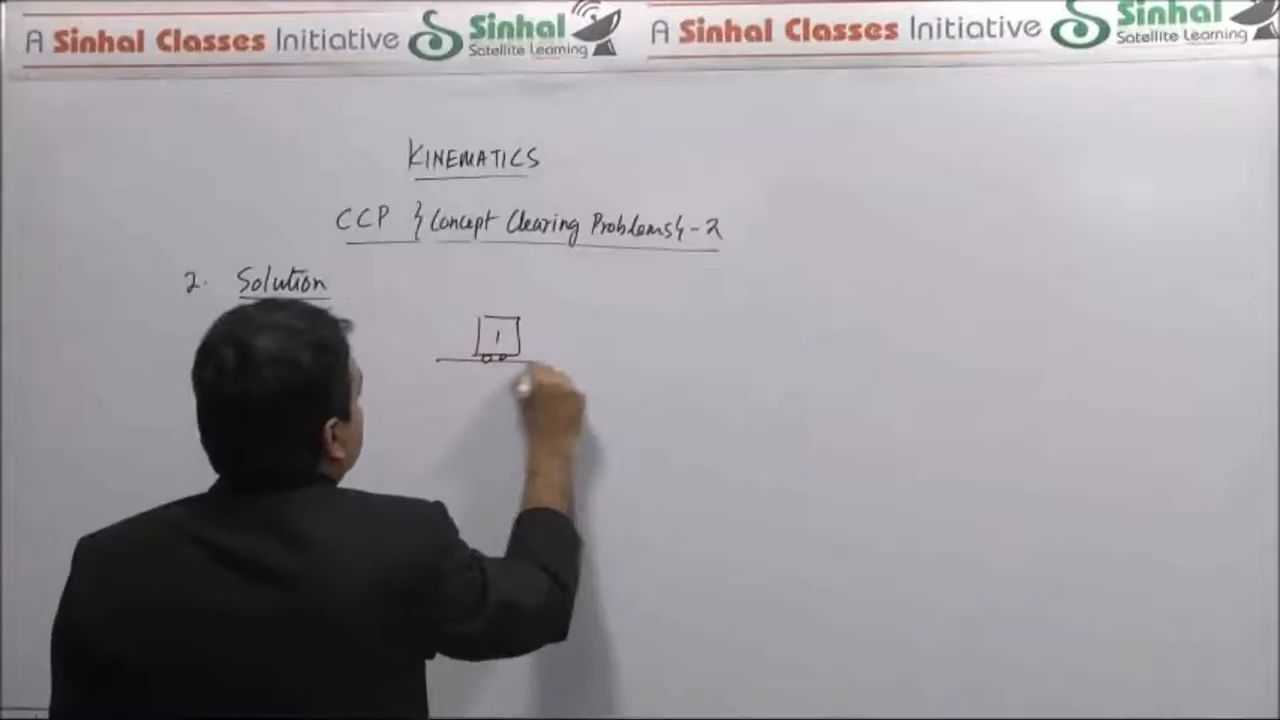 A Sinhal Classes Initiative Sinhal Satellite Learning A Sinhal Classes Initiative Sinhal Satellite Learning
KINEMATICS
CCP {Concept Clearing Problems}-2
2. Solution
1